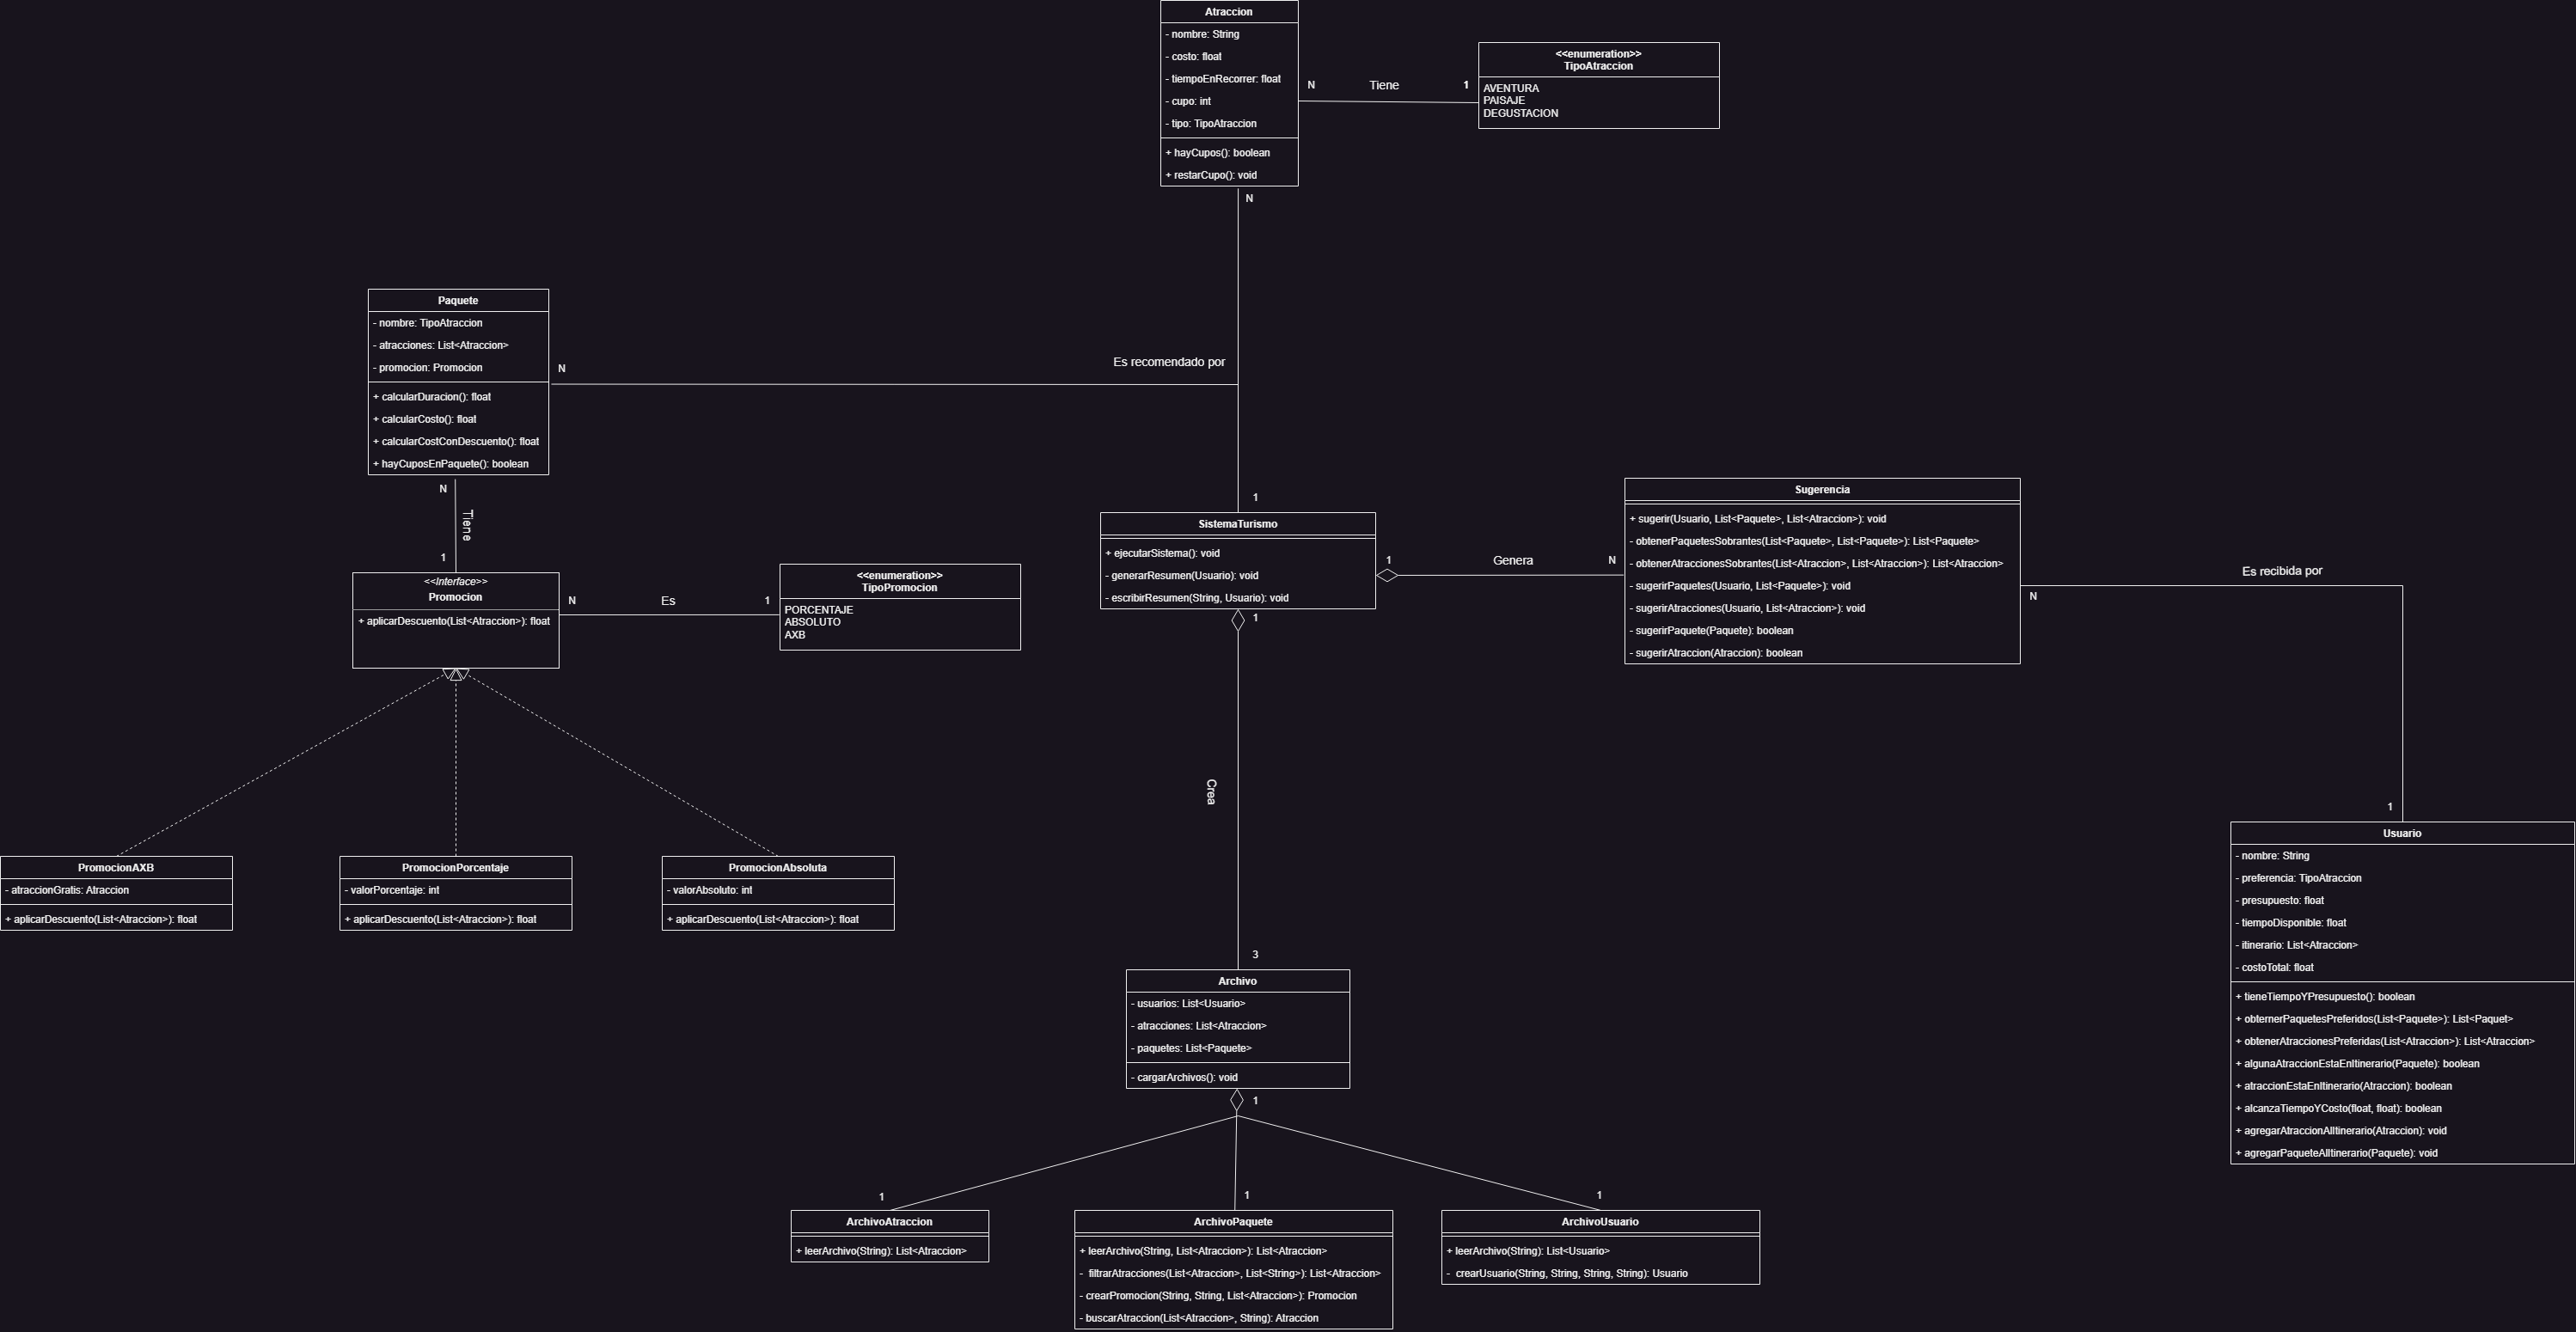 Atraccion
- nombre: String
- costo: float
- tiempoEnRecorrer: float
- cupo: int
- tipo: TipoAtraccion
+ hayCupos(): boolean
+ restarCupo(): void
N
Tiene
1
<<enumeration>>
TipoAtraccion
AVENTURA
PAISAJE
DEGUSTACION
N
Paquete
- nombre: TipoAtraccion
- atracciones: List<Atraccion>
- promocion: Promocion
+ calcularDuracion(): float
+ calcularCosto(): float
+ calcularCostConDescuento(): float
+ hayCuposEnPaquete(): boolean
N
Es recomendado por
N
Tiene
1
<<Interface>>
Promocion
+ aplicarDescuento(List<Atraccion>): float
N
Es
1
<<enumeration>>
TipoPromocion
PORCENTAJE
ABSOLUTO
AXB
1
SistemaTurismo
+ ejecutarSistema(): void
- generarResumen(Usuario): void
- escribirResumen(String, Usuario): void
1
Genera
N
Sugerencia
+ sugerir(Usuario, List<Paquete>, List<Atraccion>): void
- obtenerPaquetesSobrantes(List<Paquete>, List<Paquete>): List<Paquete>
- obtenerAtraccionesSobrantes(List<Atraccion>, List<Atraccion>): List<Atraccion>
- sugerirPaquetes(Usuario, List<Paquete>): void
- sugerirAtracciones(Usuario, List<Atraccion>): void
- sugerirPaquete(Paquete): boolean
- sugerirAtraccion(Atraccion): boolean
Es recibida por
N
1
PromocionAXB
- atraccionGratis: Atraccion
+ aplicarDescuento(List<Atraccion>): float
PromocionPorcentaje
- valorPorcentaje: int
+ aplicarDescuento(List<Atraccion>): float
PromocionAbsoluta
- valorAbsoluto: int
+ aplicarDescuento(List<Atraccion>): float
1
Crea
3
Usuario
- nombre: String
- preferencia: TipoAtraccion
- presupuesto: float
- tiempoDisponible: float
- itinerario: List<Atraccion>
- costoTotal: float
+ tieneTiempoYPresupuesto(): boolean
+ obternerPaquetesPreferidos(List<Paquete>): List<Paquet>
+ obtenerAtraccionesPreferidas(List<Atraccion>): List<Atraccion>
+ algunaAtraccionEstaEnItinerario(Paquete): boolean
+ atraccionEstaEnItinerario(Atraccion): boolean
+ alcanzaTiempoYCosto(float, float): boolean
+ agregarAtraccionAlItinerario(Atraccion): void
+ agregarPaqueteAlItinerario(Paquete): void
Archivo
- usuarios: List<Usuario>
- atracciones: List<Atraccion>
- paquetes: List<Paquete>
- cargarArchivos(): void
1
1
1
1
ArchivoAtraccion
+ leerArchivo(String): List<Atraccion>
ArchivoPaquete
+ leerArchivo(String, List<Atraccion>): List<Atraccion>
- filtrarAtracciones(List<Atraccion>, List<String>): List<Atraccion>
- crearPromocion(String, String, List<Atraccion>): Promocion
- buscarAtraccion(List<Atraccion>, String): Atraccion
ArchivoUsuario
+ leerArchivo(String): List<Usuario>
- crearUsuario(String, String, String, String): Usuario